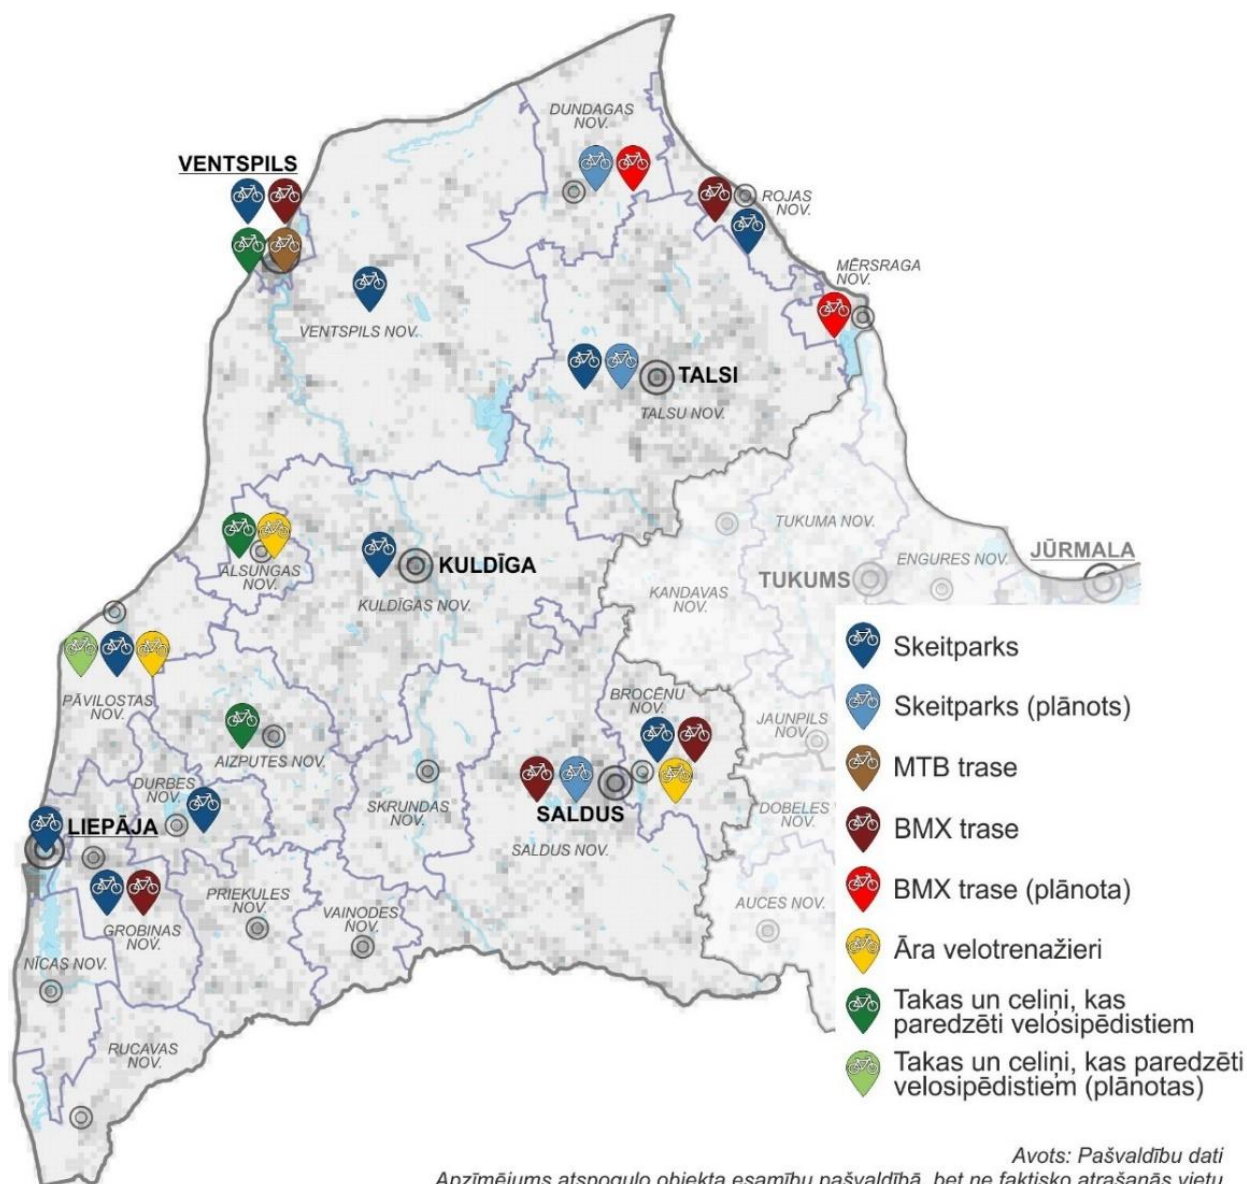 DUNDAGAS
NOV.
VENTSPILS
ROJAS
NOV.
MĒRSRAGA
NOV.
VENTSPILS NOV.
TALSI
TALSU NOV.
TUKUMA NOV.
ENGURES NOV.
JŪRMALA
ALSUNGAS
NOV.
KULDĪGA
KULDĪGAS NOV.
KANDAVAS
NOV.
TUKUMS
PĀVILOSTAS
NOV.
BROCĒNU
NOV.
JAUNPILS
NOV.
AIZPUTES NOV.
DURBES
NOV.
SKRUNDAS
NOV.
SALDUS
SALDUS NOV.
DOBELES
NOV.
LIEPĀJA
GROBIŅAS
NOV.
PRIEKULES
NOV.
VAIŅODES
NOV.
AUCES NOV.
NĪCAS NOV.
RUCAVAS
NOV.
Skeitparks
Skeitparks (plānots)
MTB trase
BMX trase
BMX trase (plānota)
Āra velotrenažieri
Takas un celiņi, kas
paredzēti velosipēdistiem
Takas un celiņi, kas paredzēti
velosipēdistiem (plānotas)
Avots: Pašvaldību dati
Apzīmējums atspoguļo objekta esamību pašvaldībā, bet ne faktisko atrašanās vietu